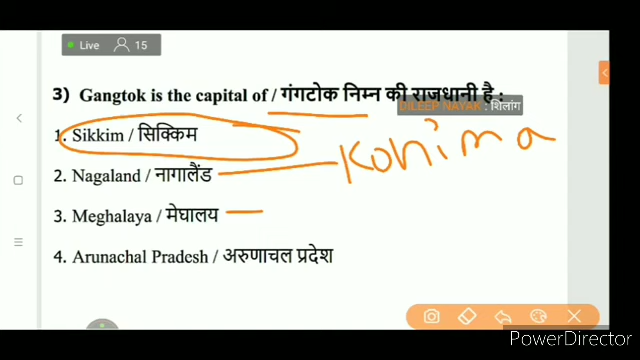 Live 15
3) Gangtok is the capital of / गंगटोक निम्न की राजधानी है :
DILEEP NAYAK : शिलांग
1. Sikkim / सिक्किम
Kohima
2. Nagaland / नागालैंड
3. Meghalaya / मेघालय
4. Arunachal Pradesh / अरुणाचल प्रदेश
PowerDirector